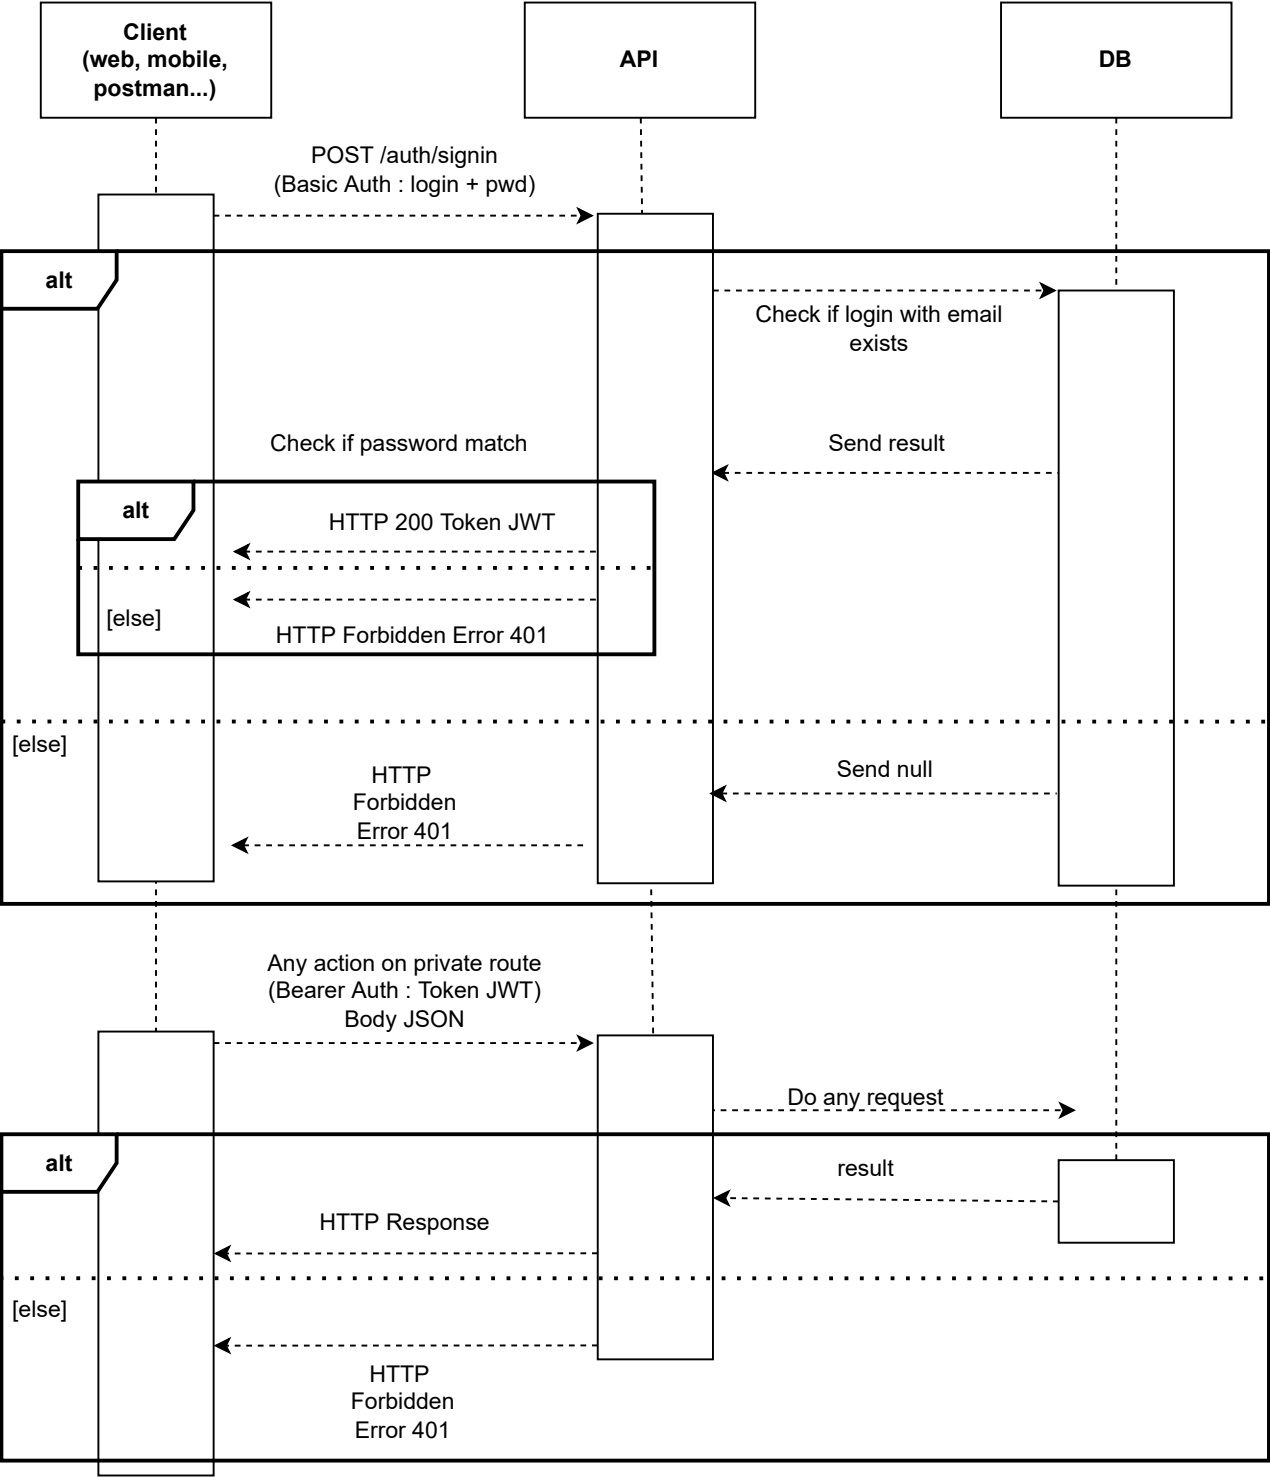 Client
(web, mobile,
postman...)
API
DB
POST /auth/signin
(Basic Auth : login + pwd)
alt
Check if login with email
exists
Check if password match
Send result
alt
HTTP 200 Token JWT
[else]
HTTP Forbidden Error 401
[else]
Send null
HTTP
Forbidden
Error 401
Any action on private route
(Bearer Auth : Token JWT)
Body JSON
Do any request
alt
result
HTTP Response
[else]
HTTP
Forbidden
Error 401